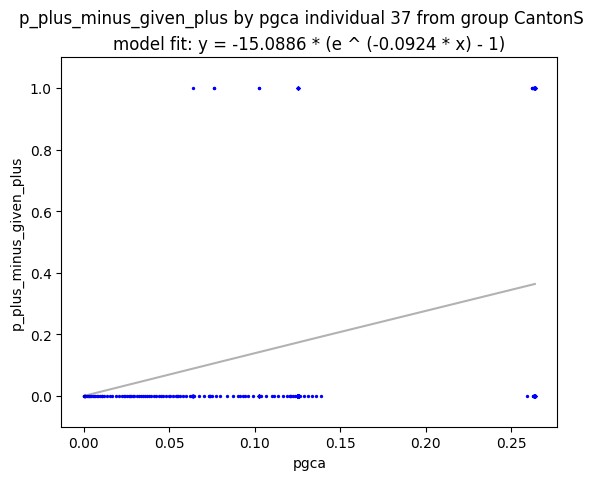 p_plus_minus_given_plus by pgca individual 37 from group CantonS
model fit: y = -15.0886 * (e ^ (-0.0924 * x) - 1)
p_plus_minus_given_plus
1.0
0.8
0.6
0.4
0.2
0.0
0.00 0.05 0.10 0.15 0.20 0.25
pgca